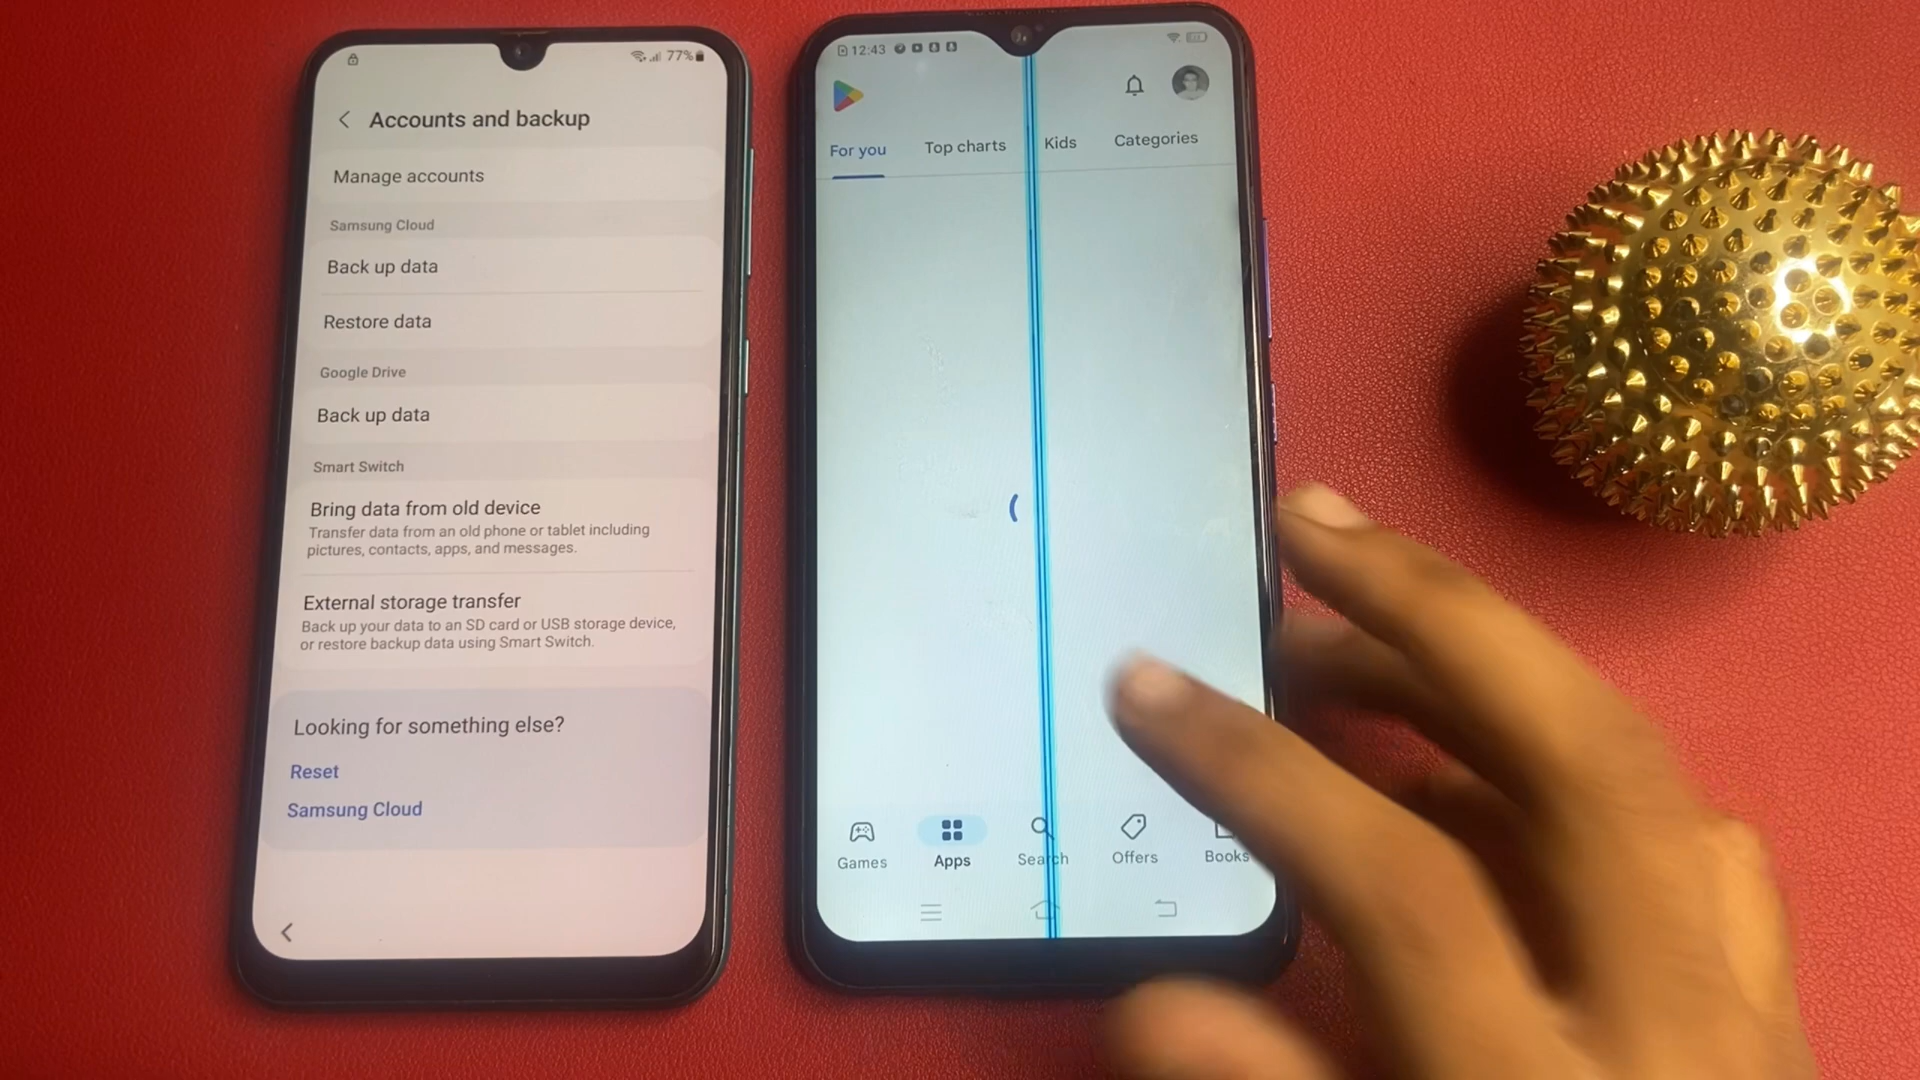 77%
Accounts and backup
Manage accounts
Samsung Cloud
Back up data
Restore data
Google Drive
Back up data
Smart Switch
Bring data from old device
Transfer data from an old phone or tablet including
pictures, contacts, apps, and messages.
External storage transfer
Back up your data to an SD card or USB storage device,
or restore backup data using Smart Switch.
Looking for something else?
Reset
Samsung Cloud
12:43
For you Top charts Kids Categories
Games Apps Search Offers Books